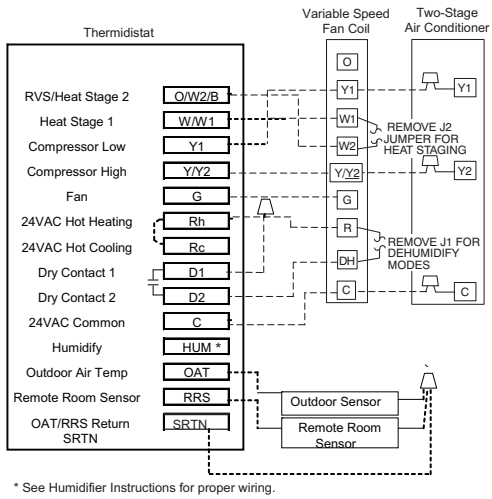 Thermidistat
Variable Speed
Fan Coil
Two-Stage
Air Conditioner
RVS/Heat Stage 2 O/W2/B
Heat Stage 1 W/W1
Compressor Low Y1
Compressor High Y/Y2
Fan G
24VAC Hot Heating Rh
24VAC Hot Cooling Rc
Dry Contact 1 D1
Dry Contact 2 D2
24VAC Common C
Humidify HUM *
Outdoor Air Temp OAT
Remote Room Sensor RRS
OAT/RRS Return
SRTN
SRTN
O
Y1
W1
W2
Y/Y2
G
R
DH
C
REMOVE J2
JUMPER FOR
HEAT STAGING
REMOVE J1 FOR
DEHUMIDIFY
MODES
Y1
Y2
C
Outdoor Sensor
Remote Room
Sensor
* See Humidifier Instructions for proper wiring.